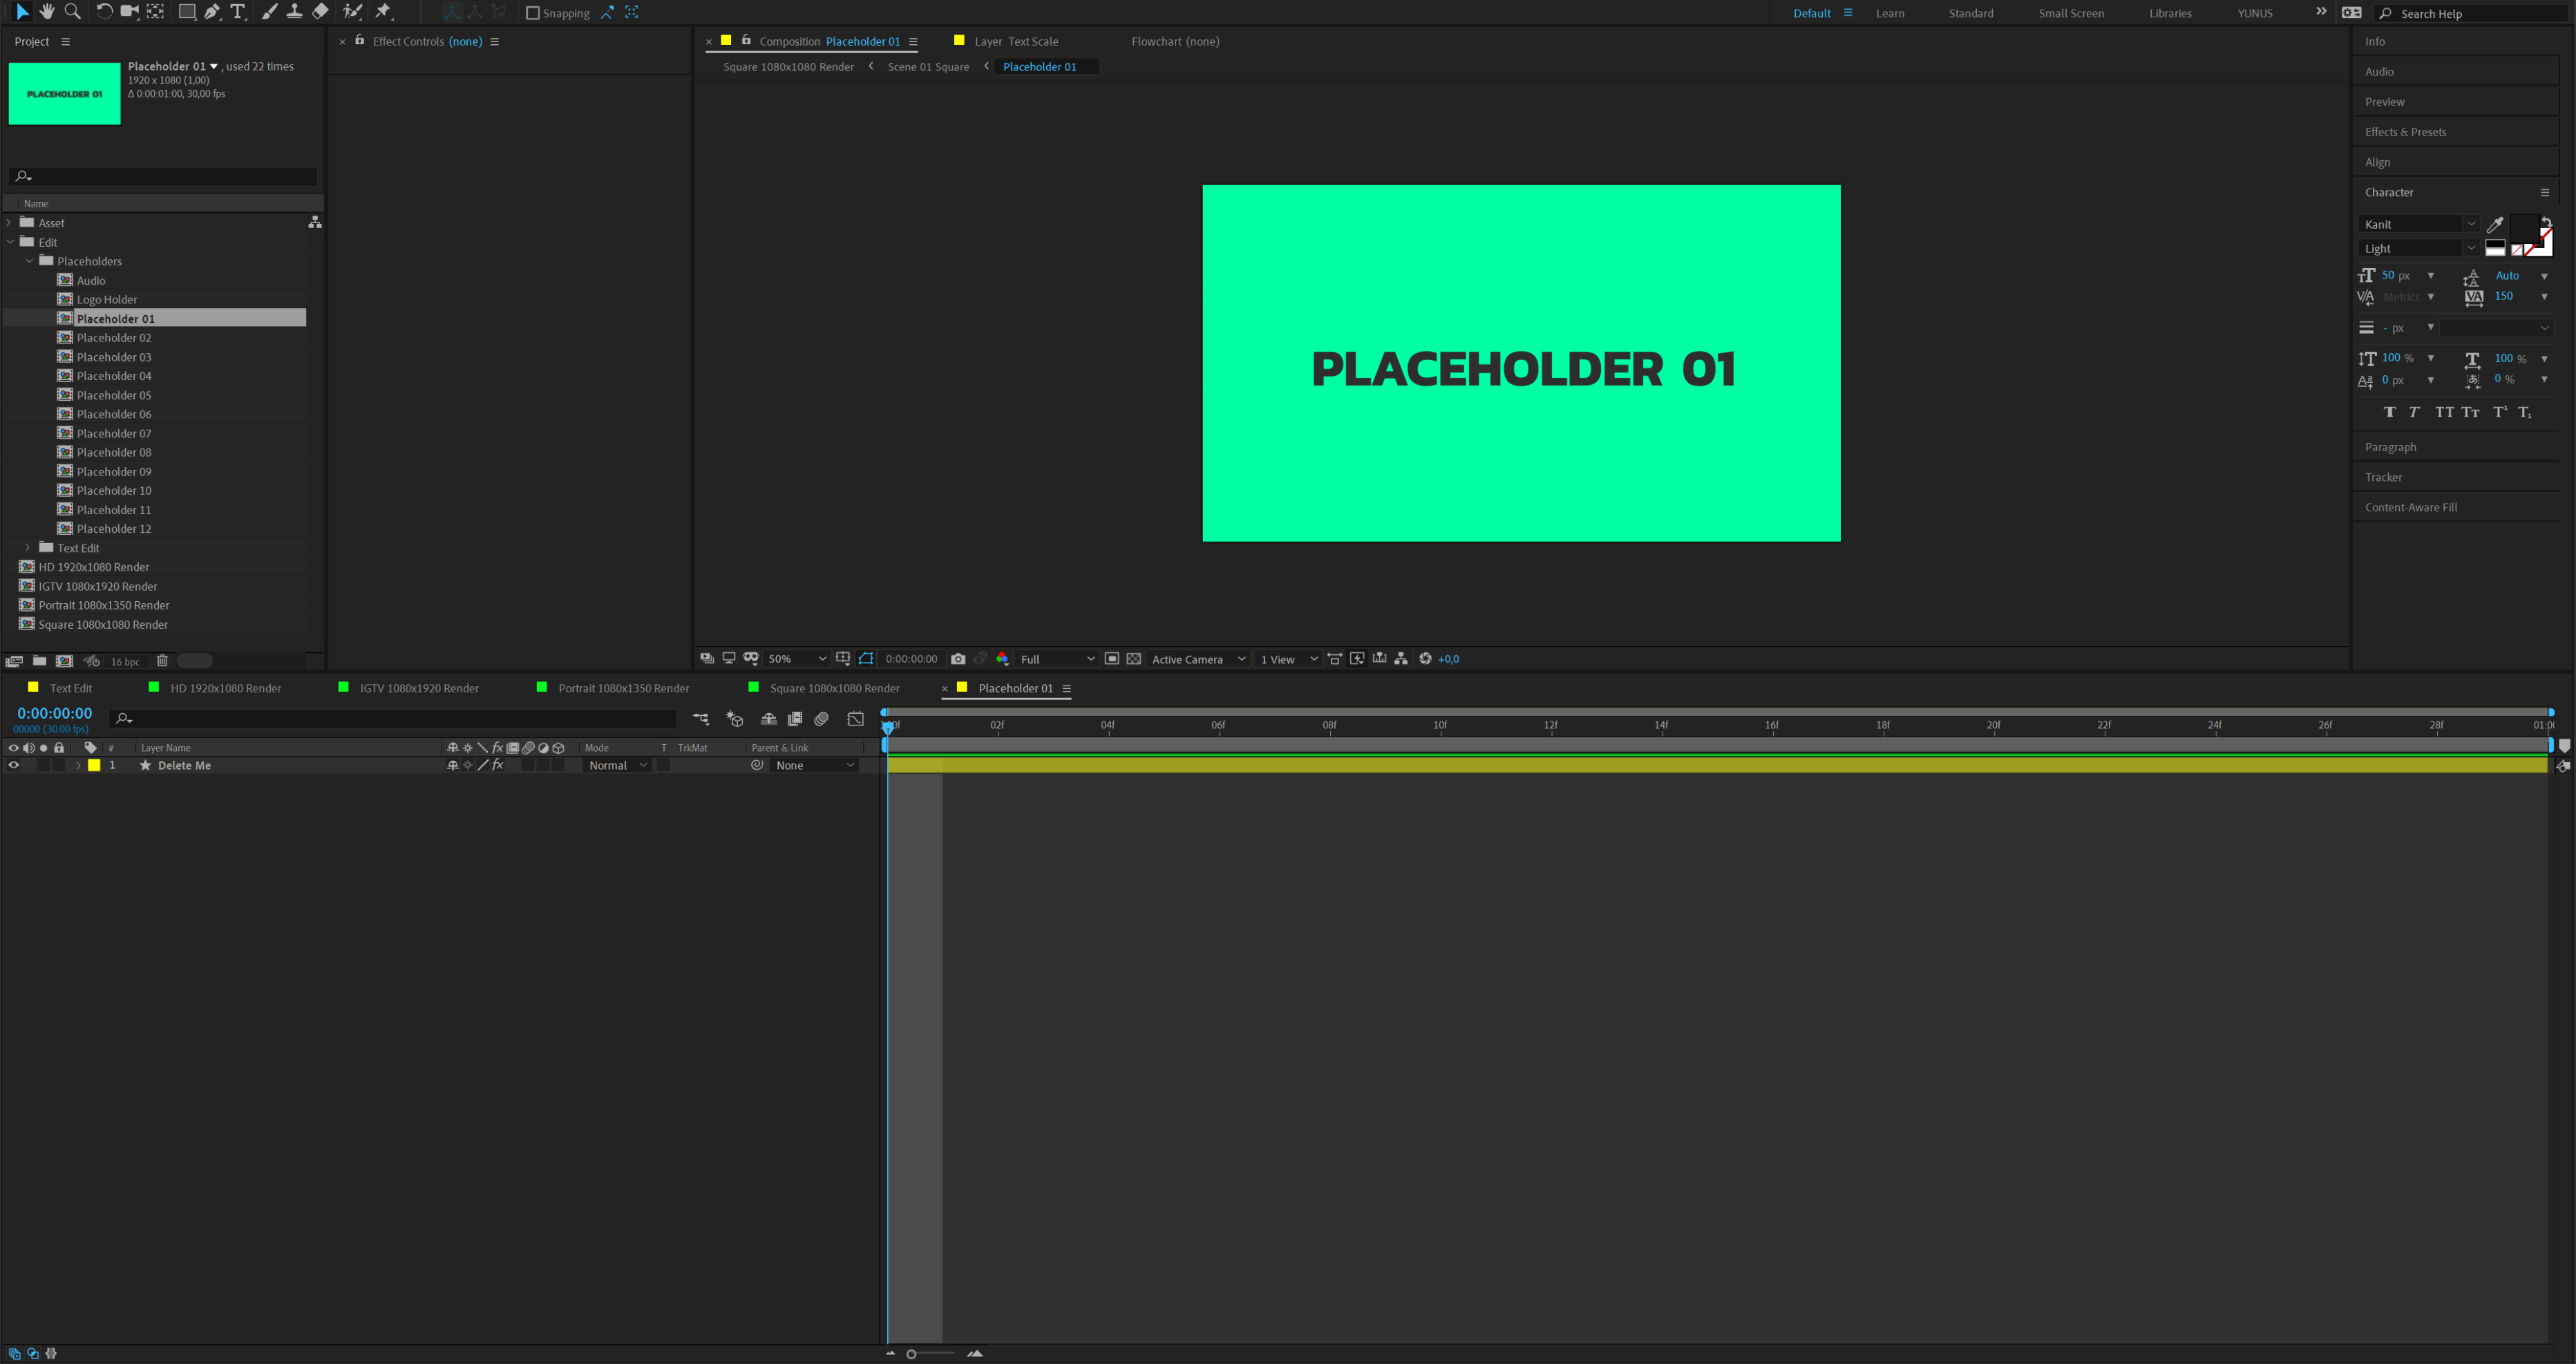 Snapping
Default
Learn
Standard
Small Screen
Libraries
YUNUS
Search Help
Project
Effect Controls (none)
Composition Placeholder 01
Layer Text Scale
Flowchart (none)
Square 1080x1080 Render
Scene 01 Square
Placeholder 01
Placeholder 01 , used 22 times
1920 x 1080 (1,00)
Δ 0:00:01:00, 30,00 fps
PLACEHOLDER 01
Name
Asset
Edit
Placeholders
Audio
Logo Holder
Placeholder 01
Placeholder 02
Placeholder 03
Placeholder 04
Placeholder 05
Placeholder 06
Placeholder 07
Placeholder 08
Placeholder 09
Placeholder 10
Placeholder 11
Placeholder 12
Text Edit
HD 1920x1080 Render
IGTV 1080x1920 Render
Portrait 1080x1350 Render
Square 1080x1080 Render
16 bpc
PLACEHOLDER 01
50%
0:00:00:00
Full
Active Camera
1 View
+0,0
Info
Audio
Preview
Effects & Presets
Align
Character
Kanit
Light
50 px
Auto
Metrics
150
- px
100 %
100 %
0 px
0 %
Paragraph
Tracker
Content-Aware Fill
Text Edit
HD 1920x1080 Render
IGTV 1080x1920 Render
Portrait 1080x1350 Render
Square 1080x1080 Render
Placeholder 01
0:00:00:00
00000 (30.00 fps)
02f
04f
06f
08f
10f
12f
14f
16f
18f
20f
22f
24f
26f
28f
# Layer Name
Mode
T TrkMat
Parent & Link
1 Delete Me
Normal
None